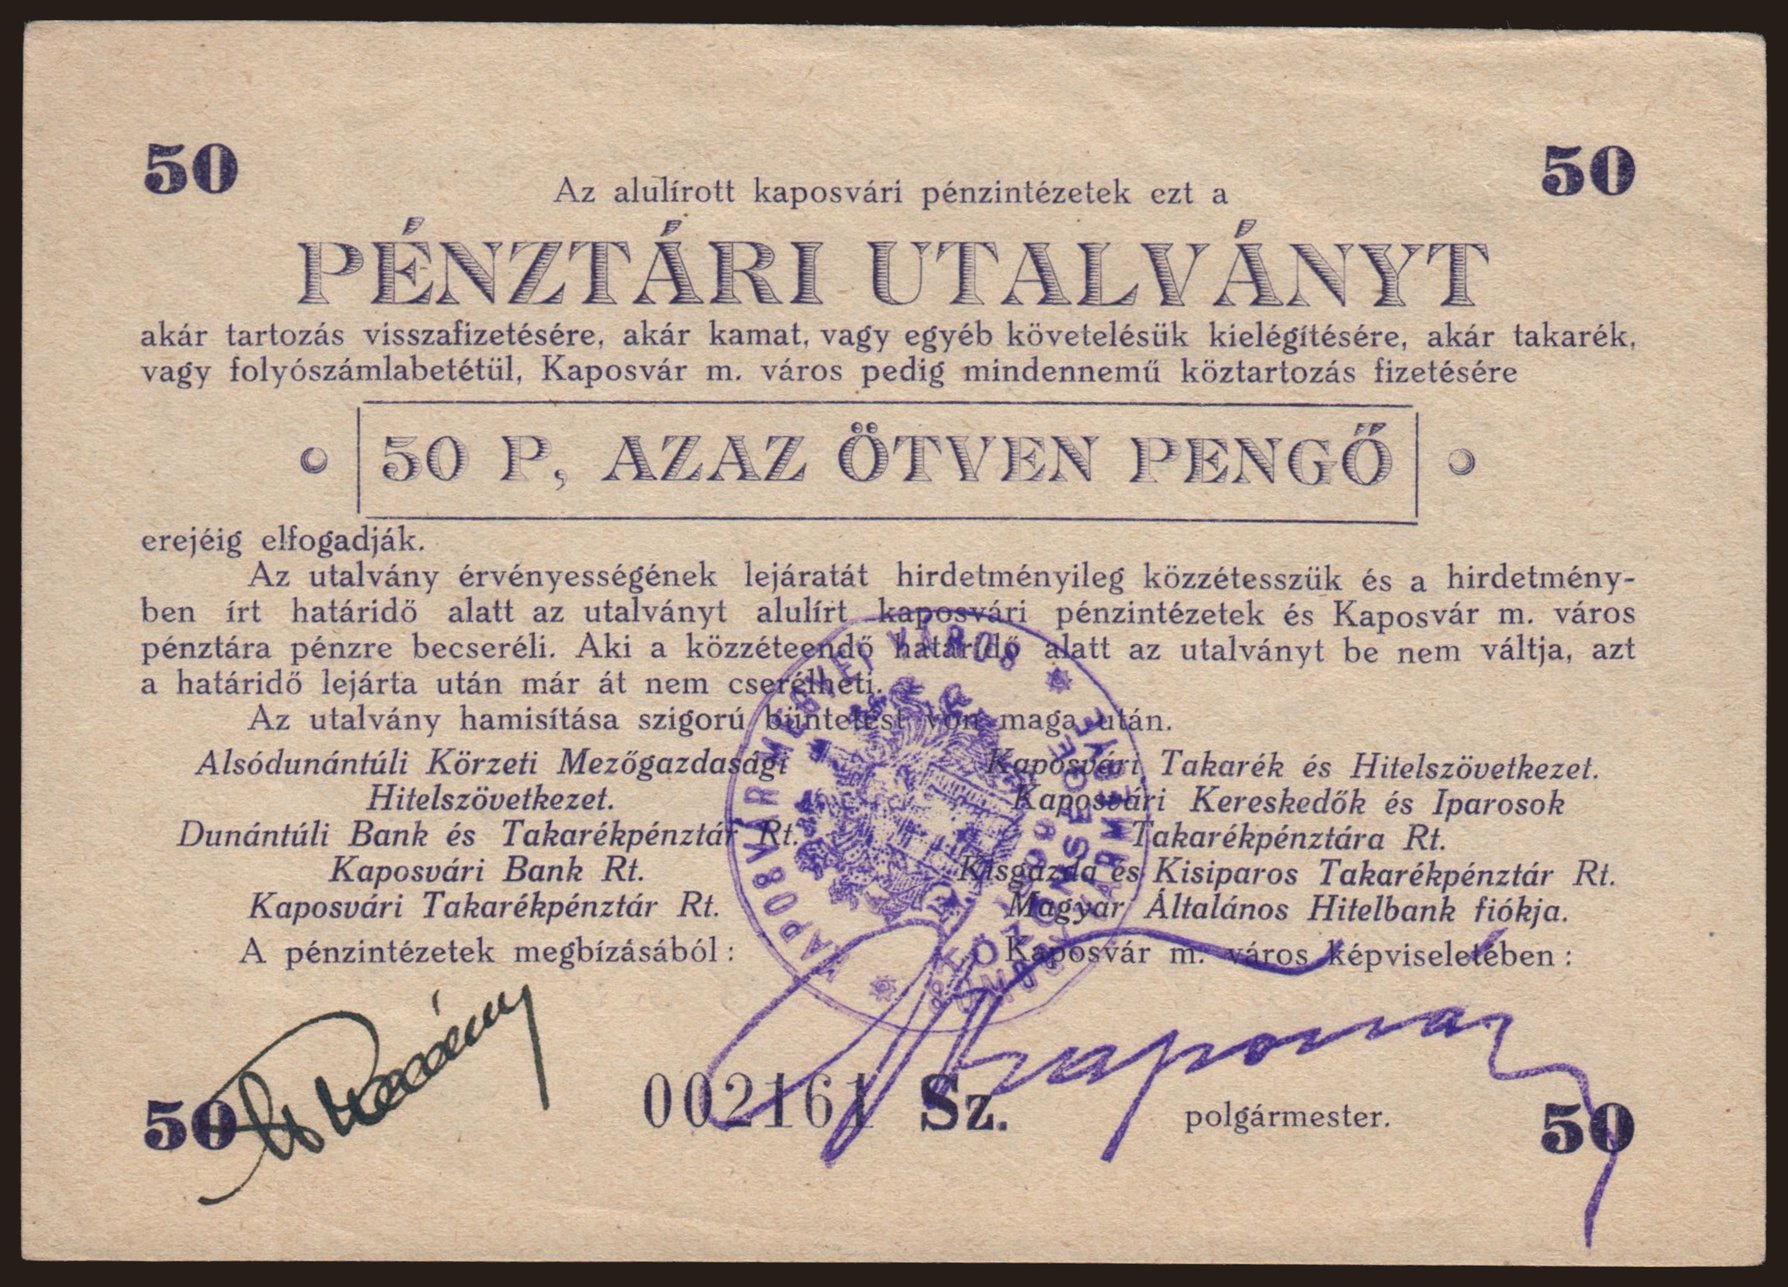 50 50
Az alulírott kaposvári pénzintézetek ezt a
PÉNZTÁRI UTALVÁNYT
akár tartozás visszafizetésére, akár kamat, vagy egyéb követelésük kielégítésére, akár takarék,
vagy folyószámlabetétül, Kaposvár m. város pedig mindennemű köztartozás fizetésére
50 P, AZAZ ÖTVEN PENGŐ
erejéig elfogadják.
Az utalvány érvényességének lejáratát hirdetményileg közzétesszük és a hirdetmény-
ben írt határidő alatt az utalványt alulírt kaposvári pénzintézetek és Kaposvár m. város
pénztára pénzre becseréli. Aki a közzéteendő határidő alatt az utalványt be nem váltja, azt
a határidő lejárta után már át nem cserélheti.
Az utalvány hamisítása szigorú büntetést von maga után.
Alsódunántúli Körzeti Mezőgazdasági
Hitelszövetkezet.
Dunántúli Bank és Takarékpénztár Rt.
Kaposvári Bank Rt.
Kaposvári Takarékpénztár Rt.
Kaposvári Takarék és Hitelszövetkezet.
Kaposvári Kereskedők és Iparosok
Takarékpénztára Rt.
Kisgazda és Kisiparos Takarékpénztár Rt.
Magyar Általános Hitelbank fiókja.
A pénzintézetek megbízásából:
Kaposvár m. város képviseletében:
KAPOSVÁR MEGYEI VÁROS
50 002161 Sz. polgármester. 50